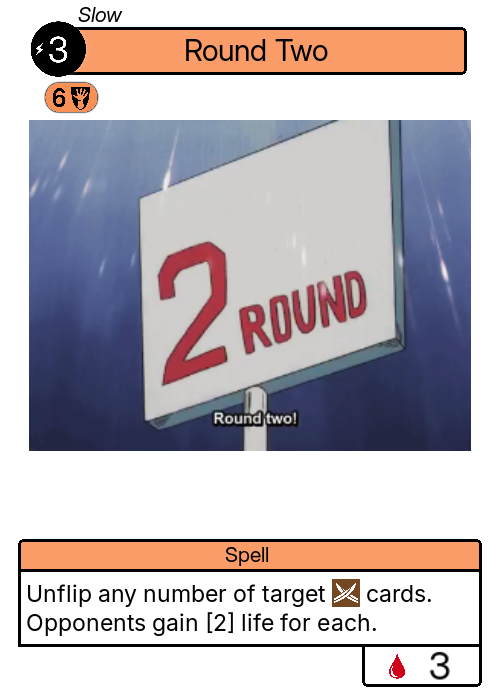 Slow
3
Round Two
6
2 ROUND
Round two!
Spell
Unflip any number of target cards.
Opponents gain [2] life for each.
3